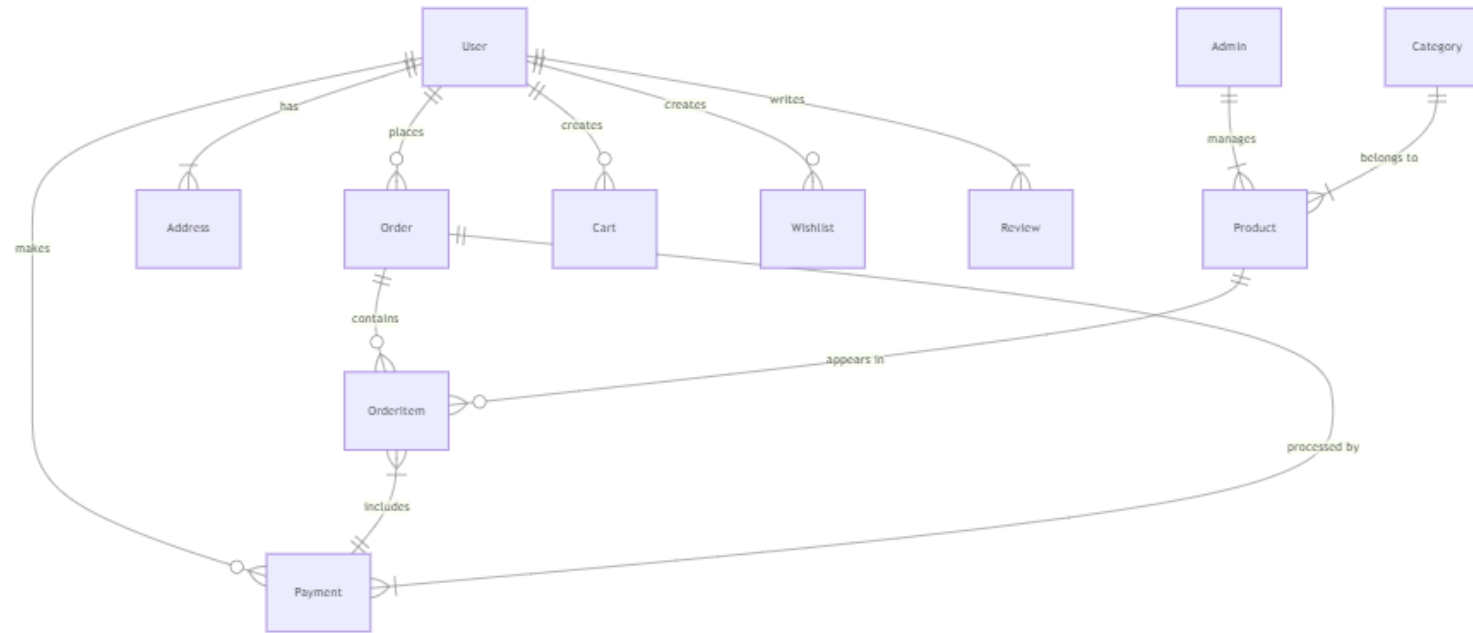 User
Admin
Category
has
places
creates
creates
writes
manages
belongs to
Address
Order
Cart
Wishlist
Review
Product
makes
contains
appears in
OrderItem
processed by
includes
Payment